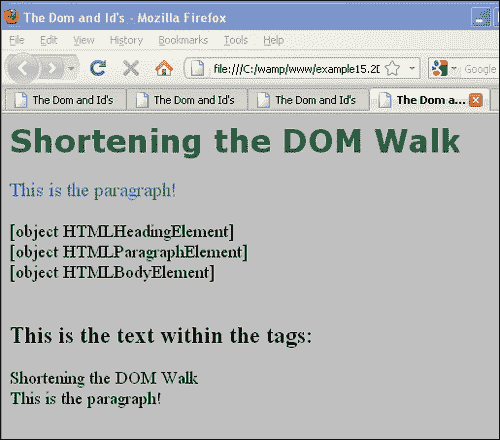 The Dom and Id's - Mozilla Firefox
File Edit View History Bookmarks Tools Help
file:///C:/wamp/www/example15.2D Google
The Dom and Id's The Dom and Id's The Dom and Id's The Dom a...
Shortening the DOM Walk
This is the paragraph!
[object HTMLHeadingElement]
[object HTMLParagraphElement]
[object HTMLBodyElement]
This is the text within the tags:
Shortening the DOM Walk
This is the paragraph!